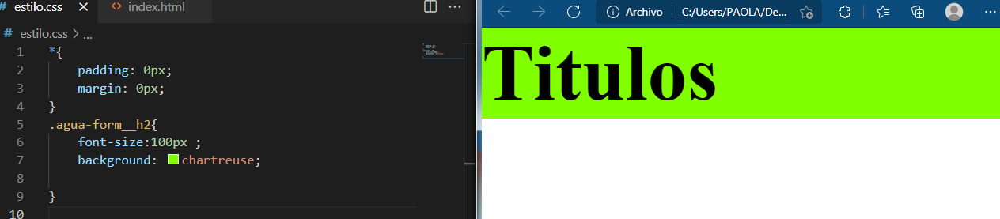 estilo.css
index.html
# estilo.css > ...
1 *{
2 padding: 0px;
3 margin: 0px;
4 }
5 .agua-form__h2{
6 font-size:100px ;
7 background: chartreuse;
8
9 }
10
Archivo
C:/Users/PAOLA/De...
Titulos